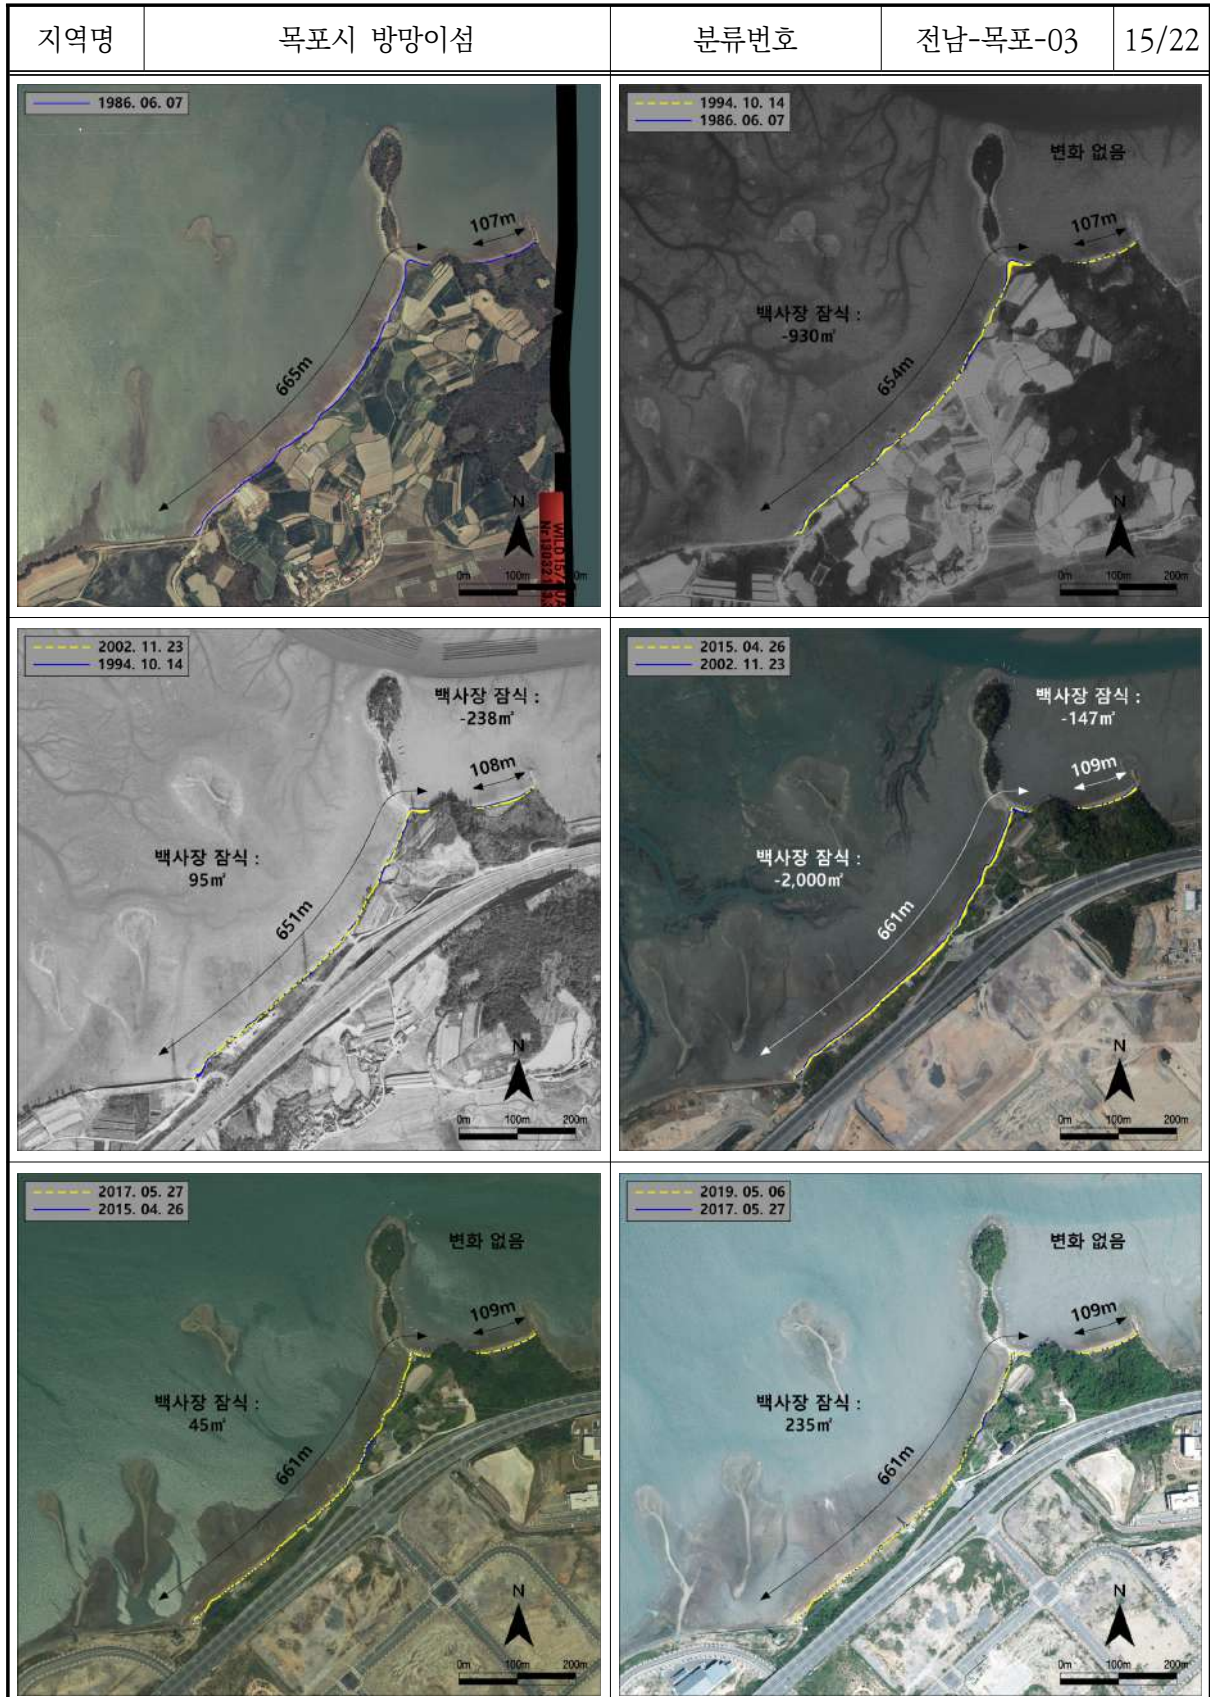 지역명 목포시 방망이섬 분류번호 전남-목포-03 15/22
1986. 06. 07
107m
665m
N
0m 100m 0m
1994. 10. 14
1986. 06. 07
변화 없음
107m
백사장 잠식 :
-930㎡
654m
N
0m 100m 200m
2002. 11. 23
1994. 10. 14
백사장 잠식 :
-238㎡
108m
백사장 잠식 :
95㎡
651m
N
0m 100m 200m
2015. 04. 26
2002. 11. 23
백사장 잠식 :
-147㎡
109m
백사장 잠식 :
-2,000㎡
661m
N
0m 100m 200m
2017. 05. 27
2015. 04. 26
변화 없음
109m
백사장 잠식 :
45㎡
661m
N
0m 100m 200m
2019. 05. 06
2017. 05. 27
변화 없음
109m
백사장 잠식 :
235㎡
661m
N
0m 100m 200m